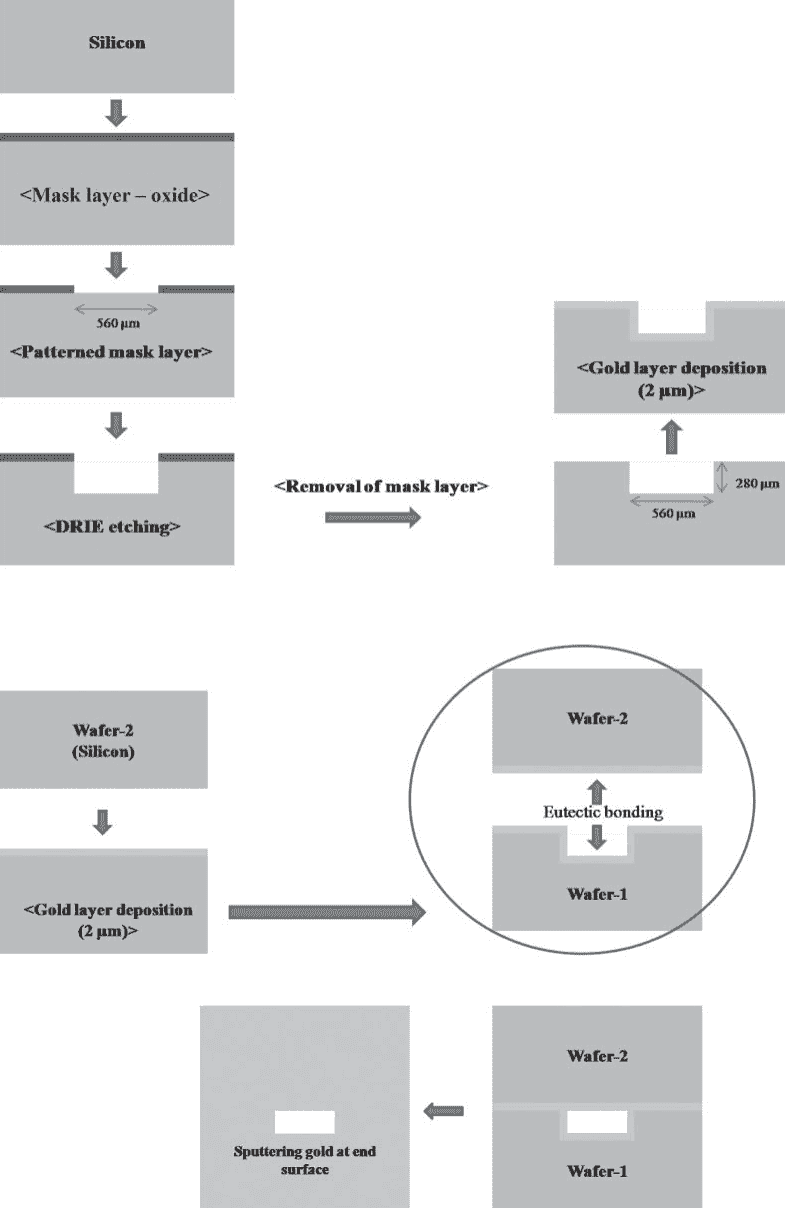 Silicon
<Mask layer – oxide>
560 µm
<Patterned mask layer>
<DRIE etching>
<Removal of mask layer>
<Gold layer deposition
(2 µm)>
280 µm
560 µm
Wafer-2
(Silicon)
<Gold layer deposition
(2 µm)>
Wafer-2
Eutectic bonding
Wafer-1
Sputtering gold at end
surface
Wafer-2
Wafer-1